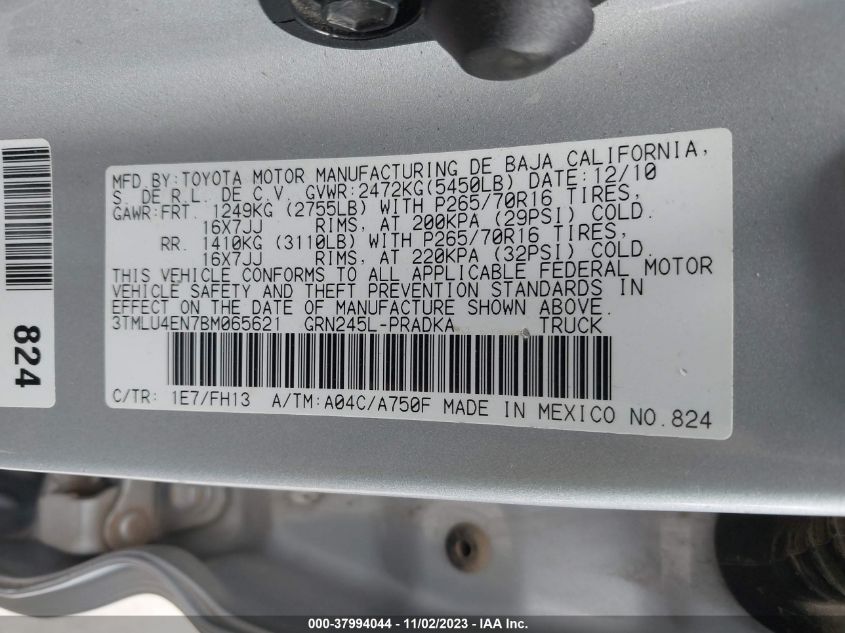 MFD BY:TOYOTA MOTOR MANUFACTURING DE BAJA CALIFORNIA,
S. DE R.L. DE C.V. GVWR:2472KG(5450LB) DATE:12/10
GAWR:FRT. 1249KG (2755LB) WITH P265/70R16 TIRES,
16X7JJ RIMS, AT 200KPA (29PSI) COLD.
RR. 1410KG (3110LB) WITH P265/70R16 TIRES,
16X7JJ RIMS, AT 220KPA (32PSI) COLD.
THIS VEHICLE CONFORMS TO ALL APPLICABLE FEDERAL MOTOR
VEHICLE SAFETY AND THEFT PREVENTION STANDARDS IN
EFFECT ON THE DATE OF MANUFACTURE SHOWN ABOVE.
3TMLU4EN7BM065621 GRN245L-PRADKA TRUCK
C/TR: 1E7/FH13 A/TM:A04C/A750F MADE IN MEXICO NO.824
824
000-37994044 - 11/02/2023 - IAA Inc.